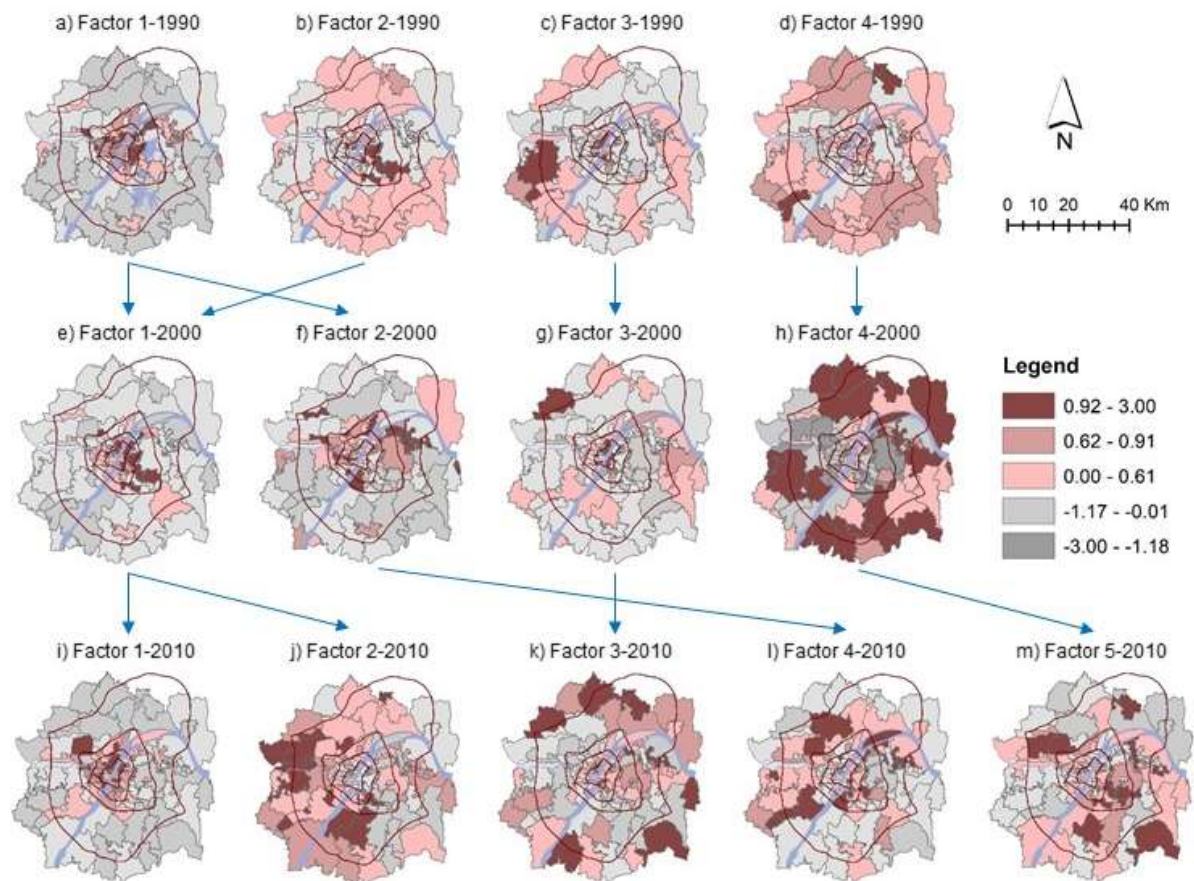 a) Factor 1-1990
b) Factor 2-1990
c) Factor 3-1990
d) Factor 4-1990
N
0 10 20 40 Km
e) Factor 1-2000
f) Factor 2-2000
g) Factor 3-2000
h) Factor 4-2000
Legend
0.92 - 3.00
0.62 - 0.91
0.00 - 0.61
-1.17 - -0.01
-3.00 - -1.18
i) Factor 1-2010
j) Factor 2-2010
k) Factor 3-2010
l) Factor 4-2010
m) Factor 5-2010